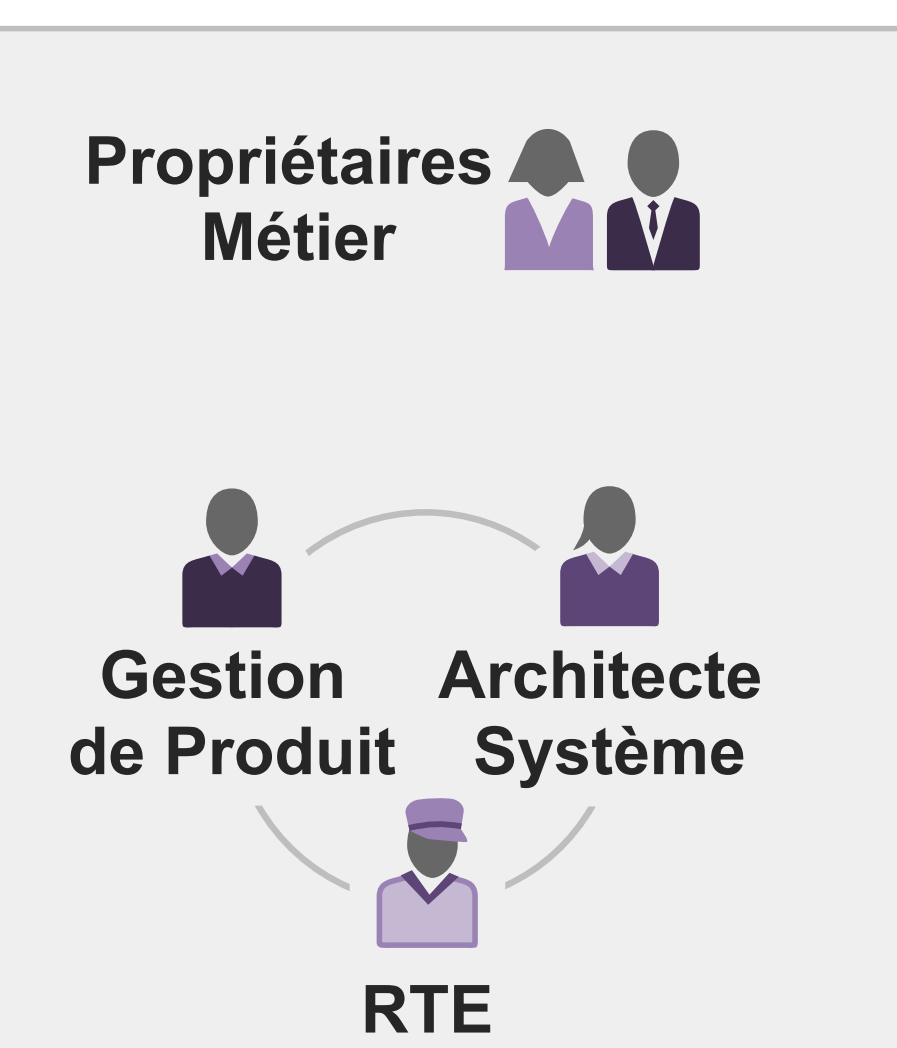 Propriétaires
Métier
Gestion
de Produit
Architecte
Système
RTE